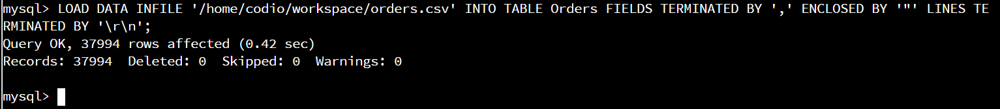 mysql> LOAD DATA INFILE '/home/codio/workspace/orders.csv' INTO TABLE Orders FIELDS TERMINATED BY ',' ENCLOSED BY '"' LINES TE
RMINATED BY '\r\n';
Query OK, 37994 rows affected (0.42 sec)
Records: 37994  Deleted: 0  Skipped: 0  Warnings: 0
mysql>